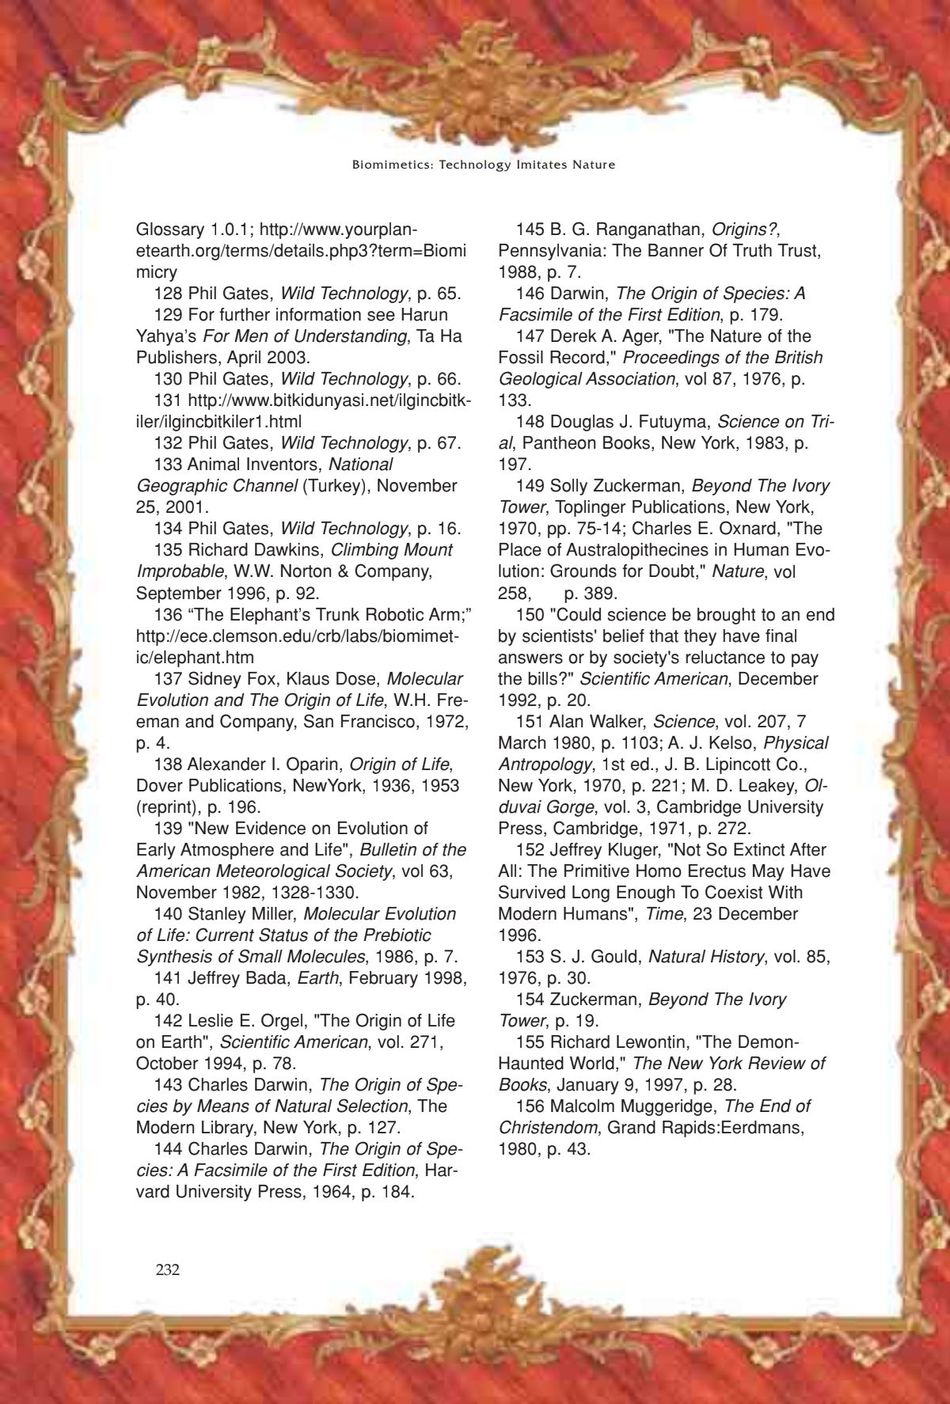 Biomimetics: Technology Imitates Nature
Glossary 1.0.1; http://www.yourplan-
etearth.org/terms/details.php3?term=Biomi
micry
128 Phil Gates, Wild Technology, p. 65.
129 For further information see Harun
Yahya’s For Men of Understanding, Ta Ha
Publishers, April 2003.
130 Phil Gates, Wild Technology, p. 66.
131 http://www.bitkidunyasi.net/ilgincbitk-
iler/ilgincbitkiler1.html
132 Phil Gates, Wild Technology, p. 67.
133 Animal Inventors, National
Geographic Channel (Turkey), November
25, 2001.
134 Phil Gates, Wild Technology, p. 16.
135 Richard Dawkins, Climbing Mount
Improbable, W.W. Norton & Company,
September 1996, p. 92.
136 “The Elephant’s Trunk Robotic Arm;”
http://ece.clemson.edu/crb/labs/biomimet-
ic/elephant.htm
137 Sidney Fox, Klaus Dose, Molecular
Evolution and The Origin of Life, W.H. Fre-
eman and Company, San Francisco, 1972,
p. 4.
138 Alexander I. Oparin, Origin of Life,
Dover Publications, NewYork, 1936, 1953
(reprint), p. 196.
139 "New Evidence on Evolution of
Early Atmosphere and Life", Bulletin of the
American Meteorological Society, vol 63,
November 1982, 1328-1330.
140 Stanley Miller, Molecular Evolution
of Life: Current Status of the Prebiotic
Synthesis of Small Molecules, 1986, p. 7.
141 Jeffrey Bada, Earth, February 1998,
p. 40.
142 Leslie E. Orgel, "The Origin of Life
on Earth", Scientific American, vol. 271,
October 1994, p. 78.
143 Charles Darwin, The Origin of Spe-
cies by Means of Natural Selection, The
Modern Library, New York, p. 127.
144 Charles Darwin, The Origin of Spe-
cies: A Facsimile of the First Edition, Har-
vard University Press, 1964, p. 184.
145 B. G. Ranganathan, Origins?,
Pennsylvania: The Banner Of Truth Trust,
1988, p. 7.
146 Darwin, The Origin of Species: A
Facsimile of the First Edition, p. 179.
147 Derek A. Ager, "The Nature of the
Fossil Record," Proceedings of the British
Geological Association, vol 87, 1976, p.
133.
148 Douglas J. Futuyma, Science on Tri-
al, Pantheon Books, New York, 1983, p.
197.
149 Solly Zuckerman, Beyond The Ivory
Tower, Toplinger Publications, New York,
1970, pp. 75-14; Charles E. Oxnard, "The
Place of Australopithecines in Human Evo-
lution: Grounds for Doubt," Nature, vol
258, p. 389.
150 "Could science be brought to an end
by scientists' belief that they have final
answers or by society's reluctance to pay
the bills?" Scientific American, December
1992, p. 20.
151 Alan Walker, Science, vol. 207, 7
March 1980, p. 1103; A. J. Kelso, Physical
Antropology, 1st ed., J. B. Lipincott Co.,
New York, 1970, p. 221; M. D. Leakey, Ol-
duvai Gorge, vol. 3, Cambridge University
Press, Cambridge, 1971, p. 272.
152 Jeffrey Kluger, "Not So Extinct After
All: The Primitive Homo Erectus May Have
Survived Long Enough To Coexist With
Modern Humans", Time, 23 December
1996.
153 S. J. Gould, Natural History, vol. 85,
1976, p. 30.
154 Zuckerman, Beyond The Ivory
Tower, p. 19.
155 Richard Lewontin, "The Demon-
Haunted World," The New York Review of
Books, January 9, 1997, p. 28.
156 Malcolm Muggeridge, The End of
Christendom, Grand Rapids:Eerdmans,
1980, p. 43.
232